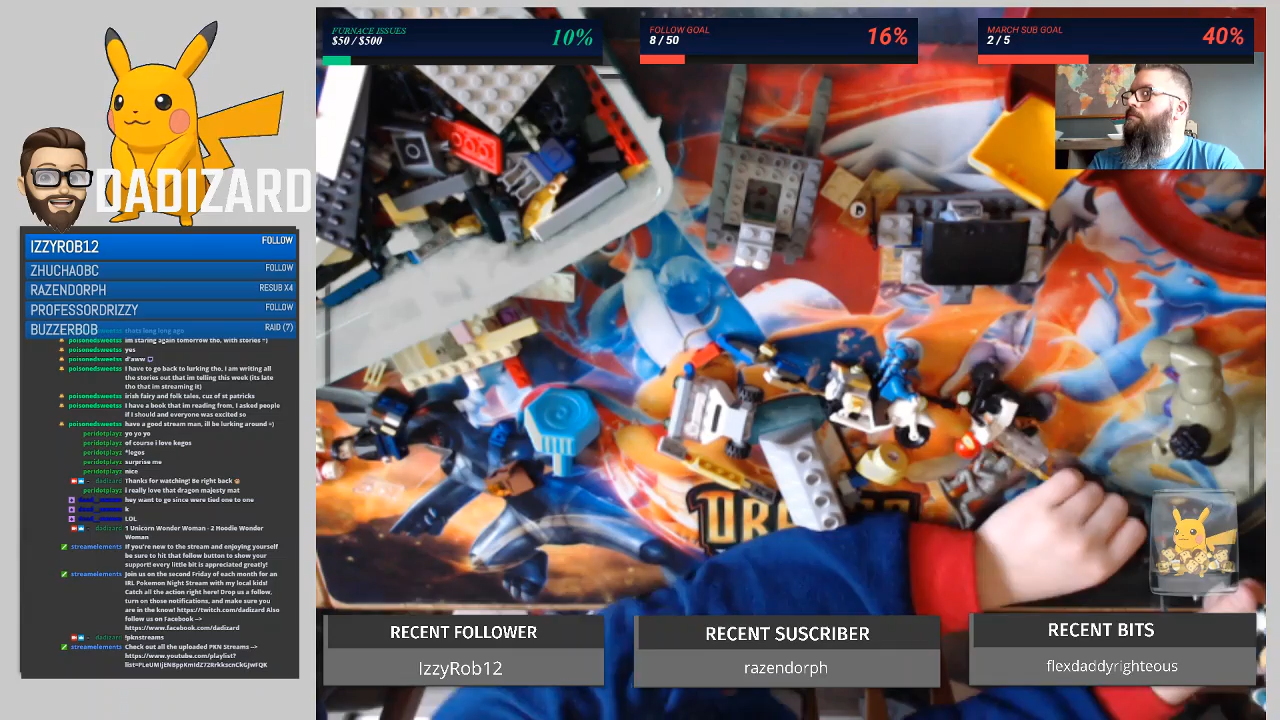 FURNACE ISSUES
$50 / $500
10%
FOLLOW GOAL
8 / 50
16%
MARCH SUB GOAL
2 / 5
40%
DADIZARD
IZZYROB12 FOLLOW
ZHUCHAOBC FOLLOW
RAZENDORPH RESUB X4
PROFESSORDRIZZY FOLLOW
BUZZERBOB RAID (7)
thats long long ago
poisonedsweetss im staring again tomorrow tho, with stories =)
poisonedsweetss yes
poisonedsweetss d'aww
poisonedsweetss I have to go back to lurking tho, I am writing all
the stories out that im telling this week (its late
tho that im streaming it)
poisonedsweetss irish fairy and folk tales, cuz of st patricks
poisonedsweetss I have a book that im reading from, I asked people
if I should and everyone was excited so
poisonedsweetss have a good stream man, ill be lurking around =)
peridotplayz yo yo yo
peridotplayz of course i love kegos
peridotplayz *legos
peridotplayz surprise me
peridotplayz nice
dadizard Thanks for watching! Be right back
peridotplayz I really love that dragon majesty mat
hey want to go since were tied one to one
k
LOL
dadizard 1 Unicorn Wonder Woman - 2 Hoodie Wonder
Woman
streamelements If you're new to the stream and enjoying yourself
be sure to hit that follow button to show your
support! every little bit is appreciated greatly!
streamelements Join us on the second Friday of each month for an
IRL Pokemon Night Stream with my local kids!
Catch all the action right here! Drop us a follow,
turn on those notifications, and make sure you
are in the know! https://twitch.com/dadizard Also
follow us on Facebook -->
https://www.facebook.com/dadizard
dadizard !pknstreams
streamelements Check out all the uploaded PKN Streams -->
https://www.youtube.com/playlist?
RECENT FOLLOWER
IzzyRob12
RECENT SUSCRIBER
razendorph
RECENT BITS
flexdaddyrighteous